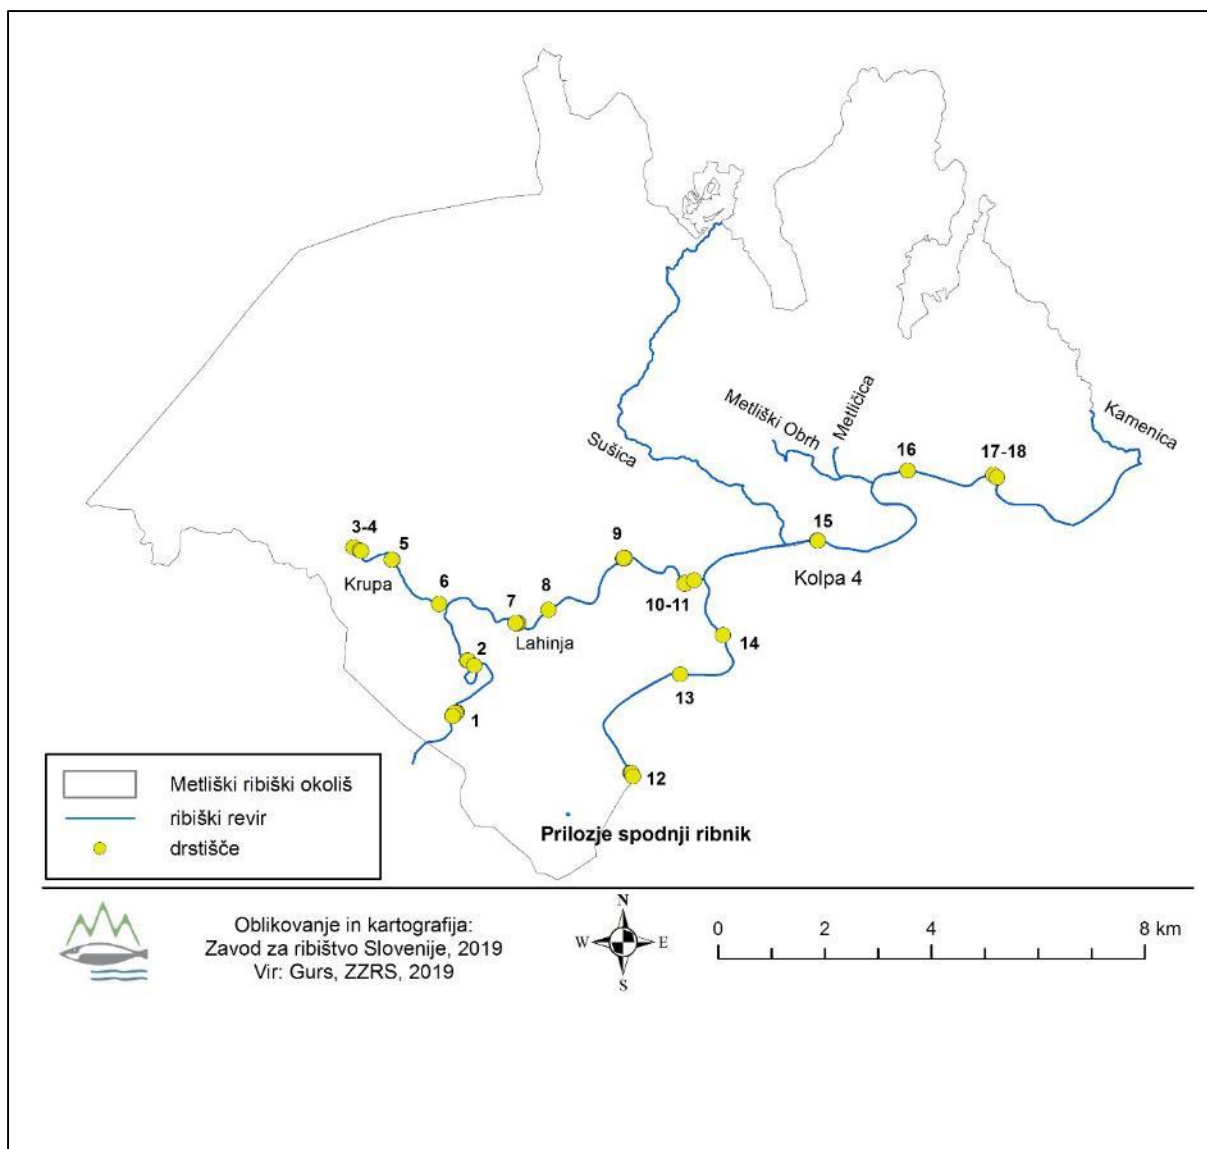 Kamenica
Metličica
Metliški Obrh
Sušica
16
17-18
15
Kolpa 4
9
3-4
5
Krupa
6
7
8
10-11
Lahinja
14
2
13
1
12
Metliški ribiški okoliš
ribiški revir
drstišče
Prilozje spodnji ribnik
Oblikovanje in kartografija:
Zavod za ribištvo Slovenije, 2019
Vir: Gurs, ZZRS, 2019
N
W E
S
0 2 4 8 km